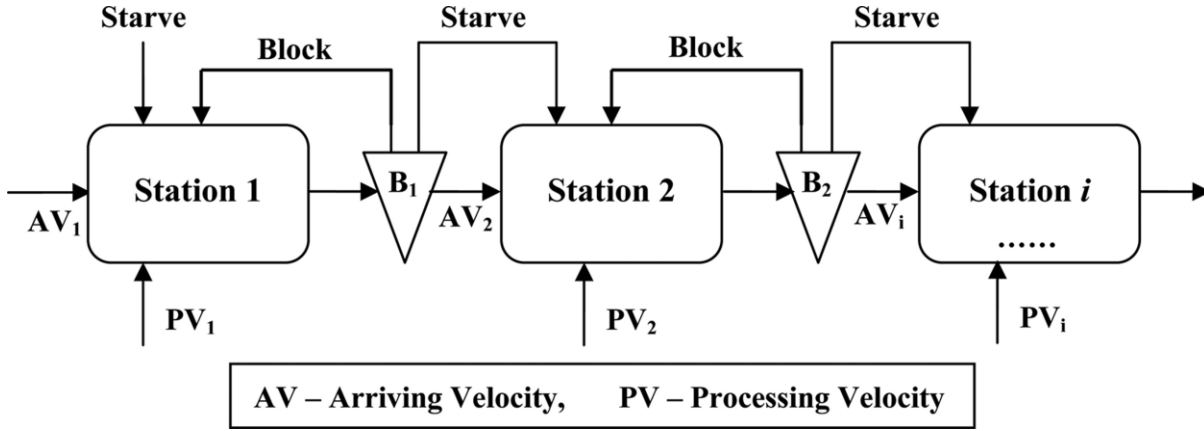 Starve
Starve
Starve
Block
Block
Station 1
B₁
Station 2
B₂
Station i
......
AV₁
AV₂
AVᵢ
PV₁
PV₂
PVᵢ
AV – Arriving Velocity, PV – Processing Velocity